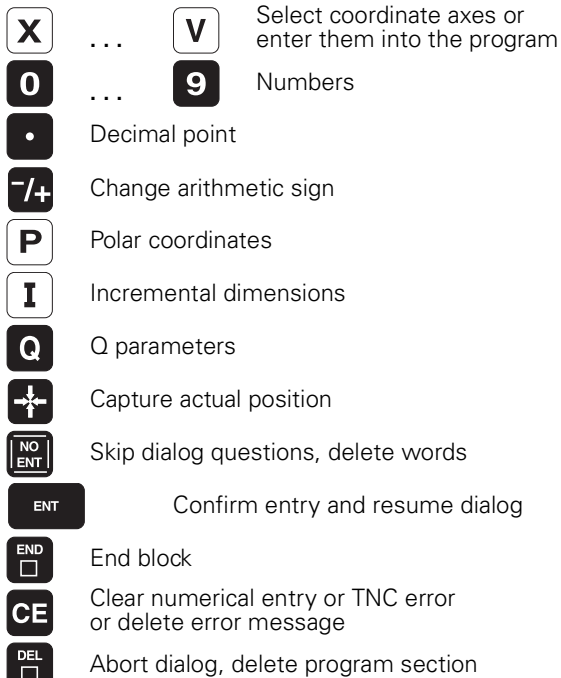 X ... V Select coordinate axes or
enter them into the program
0 ... 9 Numbers
• Decimal point
−/+ Change arithmetic sign
P Polar coordinates
I Incremental dimensions
Q Q parameters
Capture actual position
NO
ENT Skip dialog questions, delete words
ENT Confirm entry and resume dialog
END
End block
CE Clear numerical entry or TNC error
or delete error message
DEL
Abort dialog, delete program section